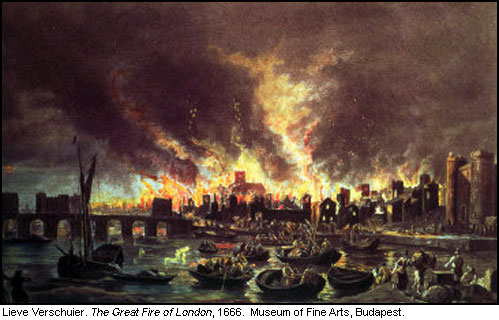 Lieve Verschuier. The Great Fire of London, 1666. Museum of Fine Arts, Budapest.